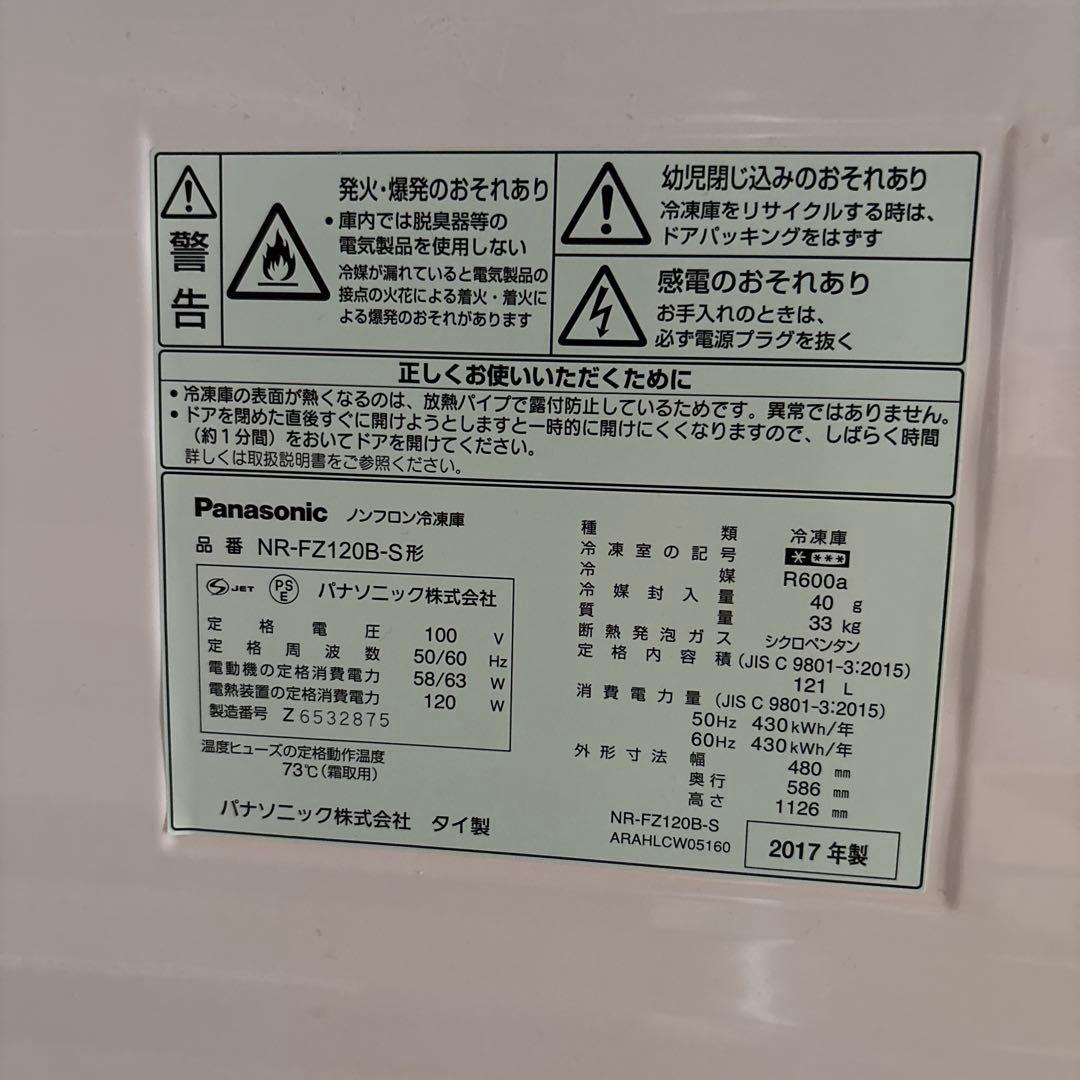 警告
発火・爆発のおそれあり
• 庫内では脱臭器等の
電気製品を使用しない
冷媒が漏れていると電気製品の
接点の火花による着火・着火に
よる爆発のおそれがあります
幼児閉じ込みのおそれあり
冷凍庫をリサイクルする時は、
ドアパッキングをはずす
感電のおそれあり
お手入れのときは、
必ず電源プラグを抜く
正しくお使いいただくために
• 冷凍庫の表面が熱くなるのは、放熱パイプで露付防止しているためです。異常ではありません。
• ドアを閉めた直後すぐに開けようとしますと一時的に開けにくくなりますので、しばらく時間
（約１分間）をおいてドアを開けてください。
詳しくは取扱説明書をご参照ください。
Panasonic ノンフロン冷凍庫
品番 NR-FZ120B-S形
S JET PS E パナソニック株式会社
定格電圧 100 V
定格周波数 50/60 Hz
電動機の定格消費電力 58/63 W
電熱装置の定格消費電力 120 W
製造番号 Z6532875
温度ヒューズの定格動作温度
73℃（霜取用）
パナソニック株式会社 タイ製
種類 冷凍庫
冷凍室の記号 * ***
冷媒 R600a
冷媒封入量 40 g
質量 33 kg
断熱発泡ガス シクロペンタン
定格内容積 (JIS C 9801-3:2015)
121 L
消費電力量 (JIS C 9801-3:2015)
50Hz 430kWh/年
60Hz 430kWh/年
外形寸法 幅 480 mm
奥行 586 mm
高さ 1126 mm
NR-FZ120B-S
ARAHLCW05160
2017年製